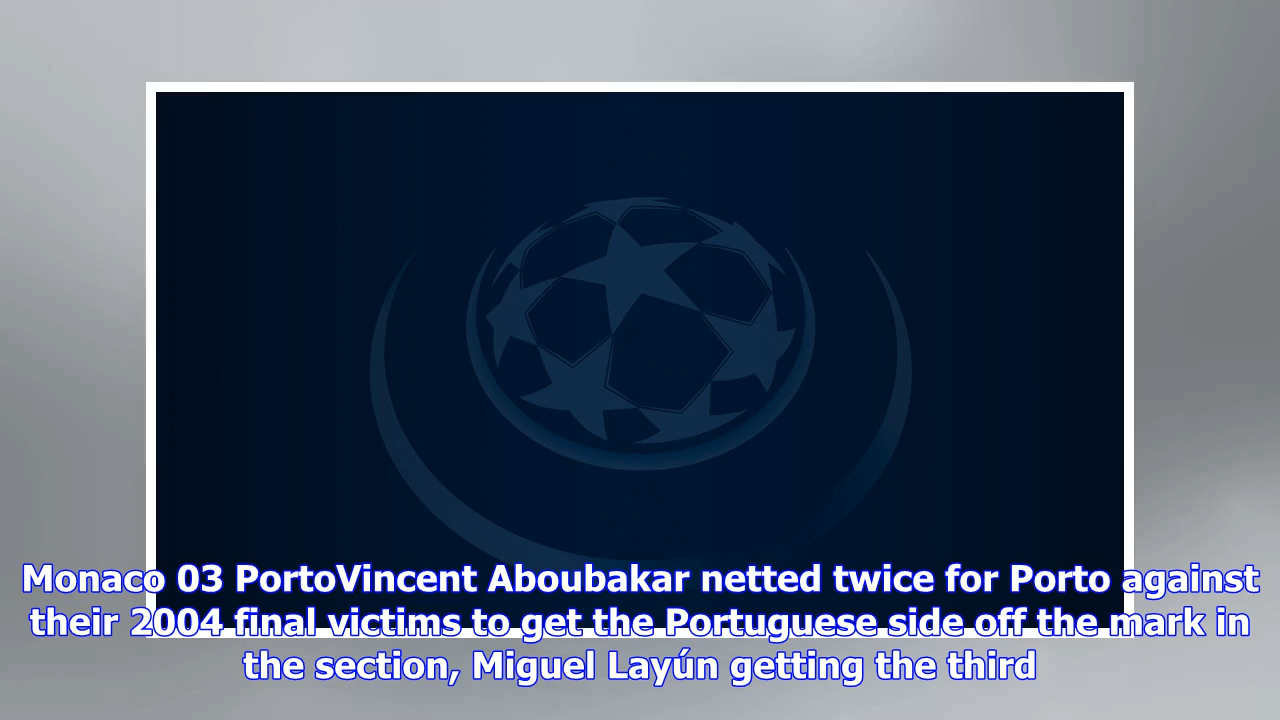 Monaco 03 PortoVincent Aboubakar netted twice for Porto against
their 2004 final victims to get the Portuguese side off the mark in
the section, Miguel Layún getting the third